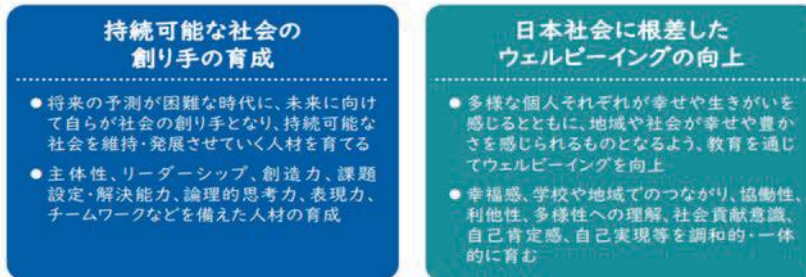 持続可能な社会の
創り手の育成
●将来の予測が困難な時代に、未来に向け
て自らが社会の創り手となり、持続可能な
社会を維持・発展させていく人材を育てる
●主体性、リーダーシップ、創造力、課題
設定・解決能力、論理的思考力、表現力、
チームワークなどを備えた人材の育成
日本社会に根差した
ウェルビーイングの向上
●多様な個人それぞれが幸せや生きがいを
感じるとともに、地域や社会が幸せや豊か
さを感じられるものとなるよう、教育を通じ
てウェルビーイングを向上
●幸福感、学校や地域でのつながり、協働性、
利他性、多様性への理解、社会貢献意識、
自己肯定感、自己実現等を調和的・一体
的に育む